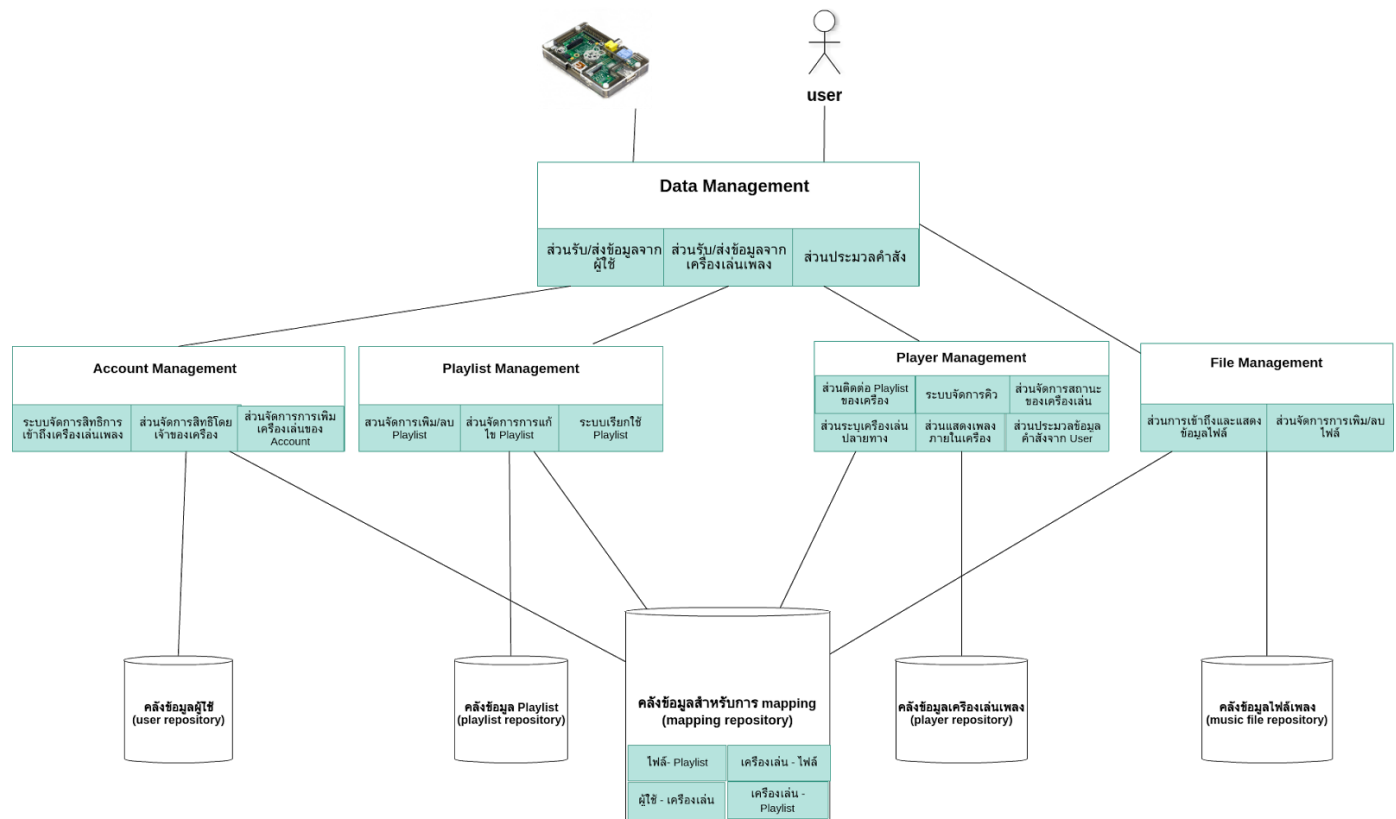 user
Data Management
ส่วนรับ/ส่งข้อมูลจาก
ผู้ใช้
ส่วนรับ/ส่งข้อมูลจาก
เครื่องเล่นเพลง
ส่วนประมวลคำสั่ง
Account Management
ระบบจัดการสิทธิการ
เข้าถึงเครื่องเล่นเพลง
ส่วนจัดการสิทธิโดย
เจ้าของเครื่อง
ส่วนจัดการการเพิ่ม
เครื่องเล่นของ
Account
Playlist Management
สวนจัดการเพิ่ม/ลบ
Playlist
ส่วนจัดการการแก้
ไข Playlist
ระบบเรียกใช้
Playlist
Player Management
ส่วนติดต่อ Playlist
ของเครื่อง
ระบบจัดการคิว
ส่วนจัดการสถานะ
ของเครื่องเล่น
ส่วนระบุเครื่องเล่น
ปลายทาง
ส่วนแสดงเพลง
ภายในเครื่อง
ส่วนประมวลข้อมูล
คำสั่งจาก User
File Management
ส่วนการเข้าถึงและแสดง
ข้อมูลไฟล์
ส่วนจัดการการเพิ่ม/ลบ
ไฟล์
คลังข้อมูลผู้ใช้
(user repository)
คลังข้อมูล Playlist
(playlist repository)
คลังข้อมูลสำหรับการ mapping
(mapping repository)
ไฟล์- Playlist
เครื่องเล่น - ไฟล์
ผู้ใช้ - เครื่องเล่น
เครื่องเล่น -
Playlist
คลังข้อมูลเครื่องเล่นเพลง
(player repository)
คลังข้อมูลไฟล์เพลง
(music file repository)